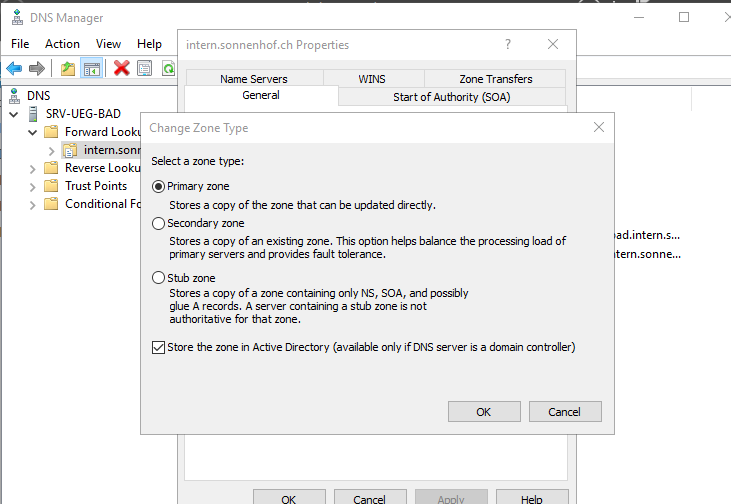 DNS Manager
File Action View Help
DNS
SRV-UEG-BAD
Forward Looku
intern.sonn
Reverse Looku
Trust Points
Conditional Fo
intern.sonnenhof.ch Properties
Name Servers WINS Zone Transfers
General Start of Authority (SOA)
Change Zone Type
Select a zone type:
Primary zone
Stores a copy of the zone that can be updated directly.
Secondary zone
Stores a copy of an existing zone. This option helps balance the processing load of
primary servers and provides fault tolerance.
Stub zone
Stores a copy of a zone containing only NS, SOA, and possibly
glue A records. A server containing a stub zone is not
authoritative for that zone.
Store the zone in Active Directory (available only if DNS server is a domain controller)
OK Cancel
bad.intern.s...
ntern.sonne...
OK Cancel Apply Help